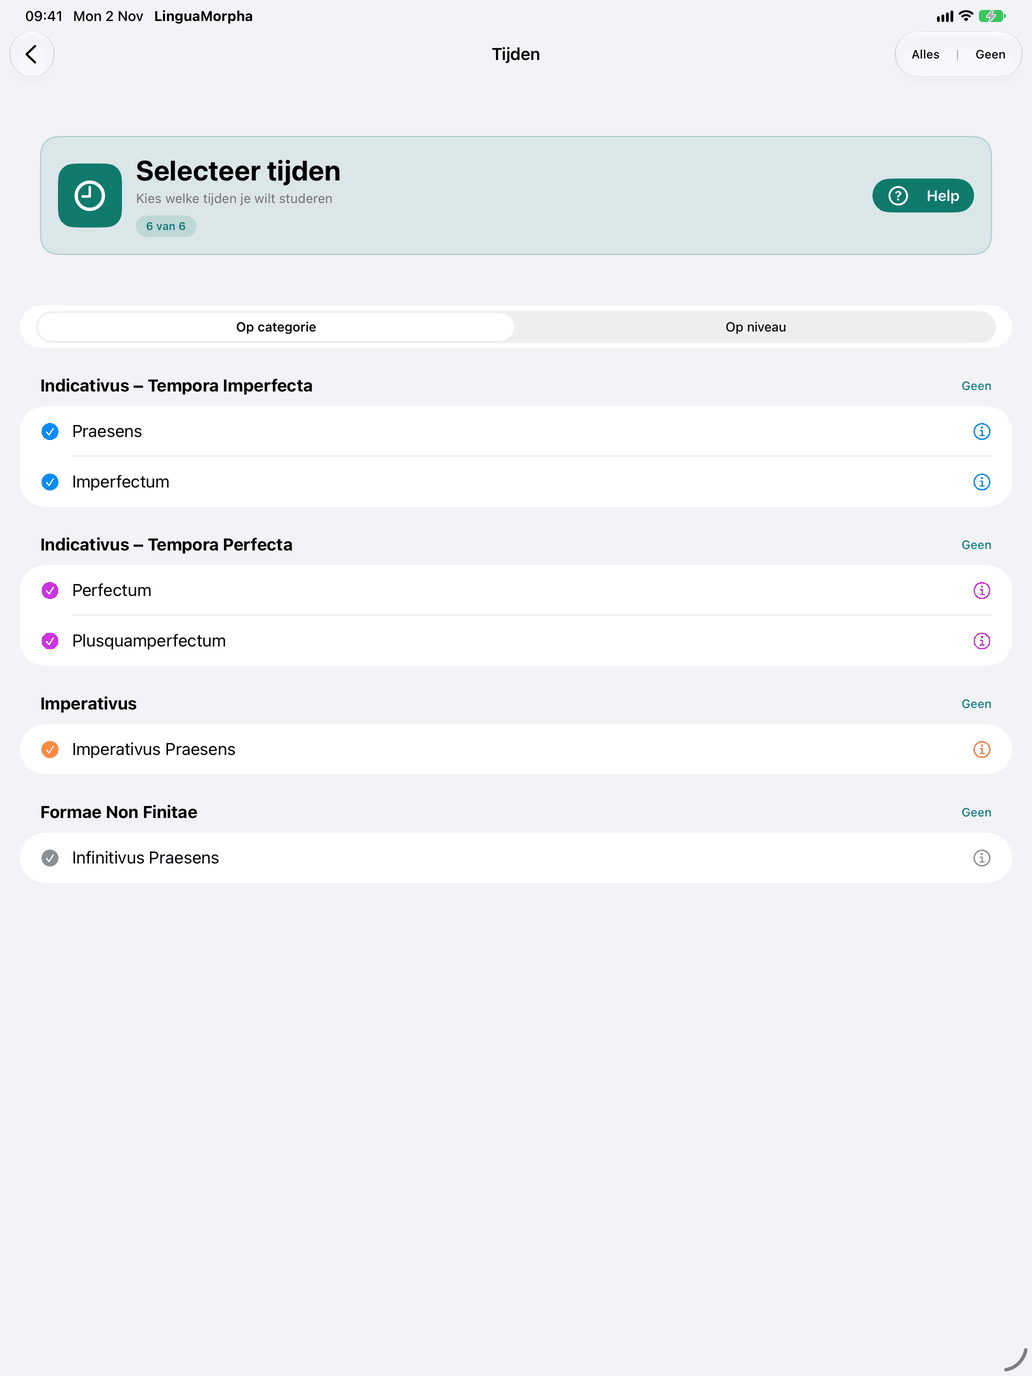 09:41 Mon 2 Nov LinguaMorpha
Tijden
Alles | Geen
Selecteer tijden
Kies welke tijden je wilt studeren
6 van 6
? Help
Op categorie
Op niveau
Indicativus – Tempora Imperfecta
Geen
Praesens
Imperfectum
Indicativus – Tempora Perfecta
Geen
Perfectum
Plusquamperfectum
Imperativus
Geen
Imperativus Praesens
Formae Non Finitae
Geen
Infinitivus Praesens